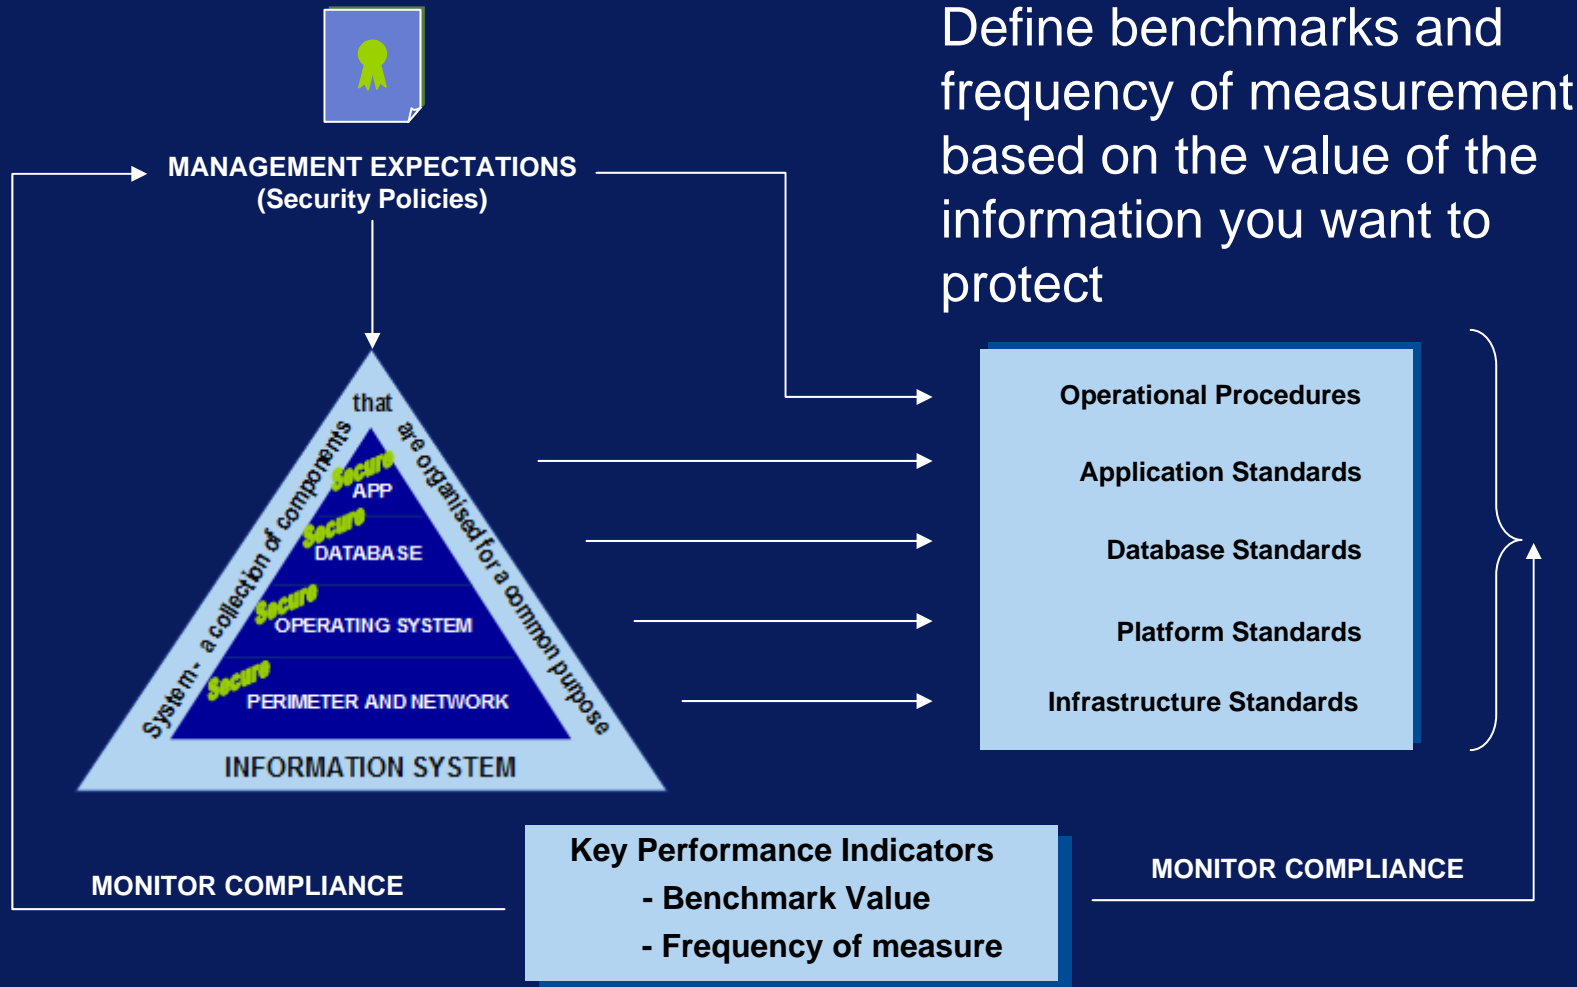 Define benchmarks and
frequency of measurement
based on the value of the
information you want to
protect
MANAGEMENT EXPECTATIONS
(Security Policies)
System- a collection of components
that
are organised for a common purpose
Secure
APP
Secure
DATABASE
Secure
OPERATING SYSTEM
Secure
PERIMETER AND NETWORK
INFORMATION SYSTEM
Operational Procedures
Application Standards
Database Standards
Platform Standards
Infrastructure Standards
MONITOR COMPLIANCE
Key Performance Indicators
- Benchmark Value
- Frequency of measure
MONITOR COMPLIANCE